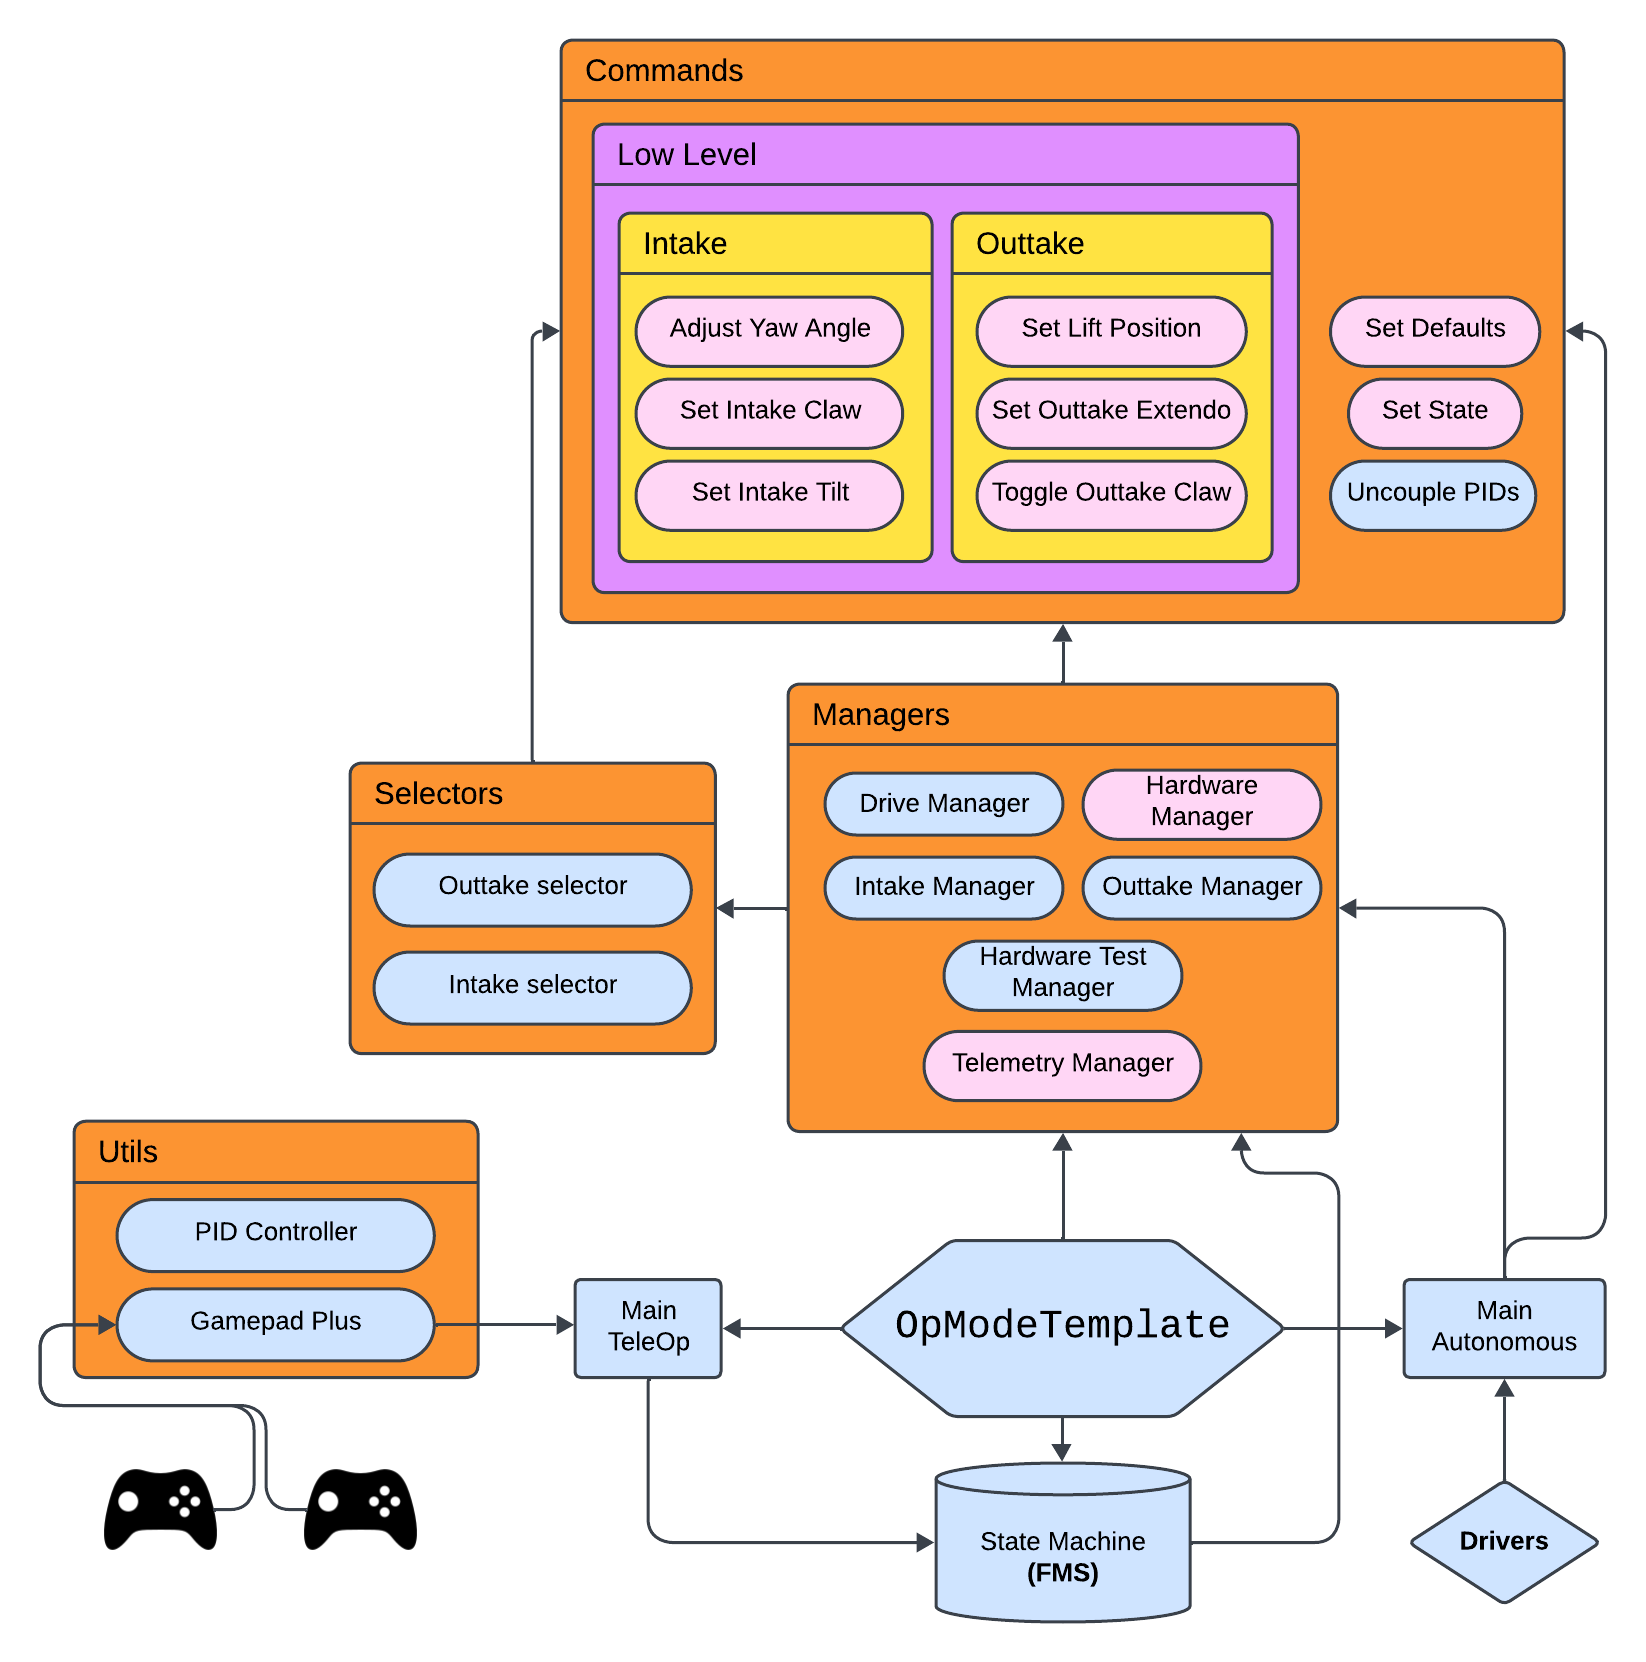 Commands
Low Level
Intake
Outtake
Adjust Yaw Angle
Set Lift Position
Set Defaults
Set Intake Claw
Set Outtake Extendo
Set State
Set Intake Tilt
Toggle Outtake Claw
Uncouple PIDs
Managers
Drive Manager
Hardware
Manager
Intake Manager
Outtake Manager
Hardware Test
Manager
Telemetry Manager
Selectors
Outtake selector
Intake selector
Utils
PID Controller
Gamepad Plus
Main
TeleOp
OpModeTemplate
Main
Autonomous
State Machine
(FMS)
Drivers